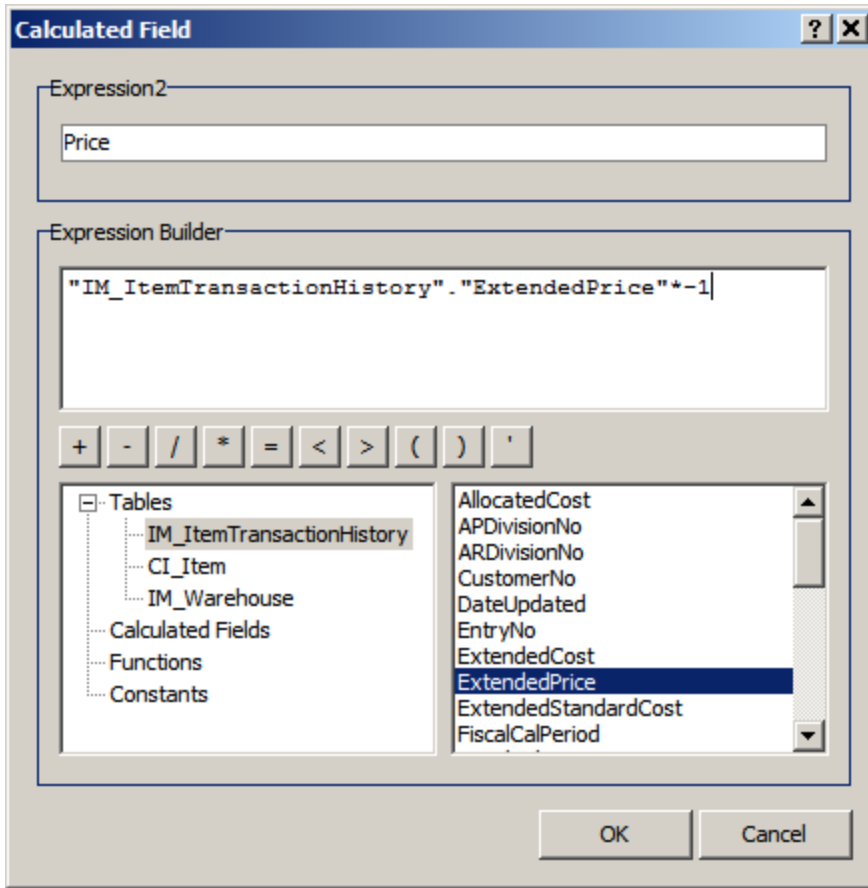 Calculated Field
?
Expression2
Price
Expression Builder
"IM_ItemTransactionHistory"."ExtendedPrice"*-1
+ - / * = < > ( ) '
Tables
IM_ItemTransactionHistory
CI_Item
IM_Warehouse
Calculated Fields
Functions
Constants
AllocatedCost
APDivisionNo
ARDivisionNo
CustomerNo
DateUpdated
EntryNo
ExtendedCost
ExtendedPrice
ExtendedStandardCost
FiscalCalPeriod
OK Cancel